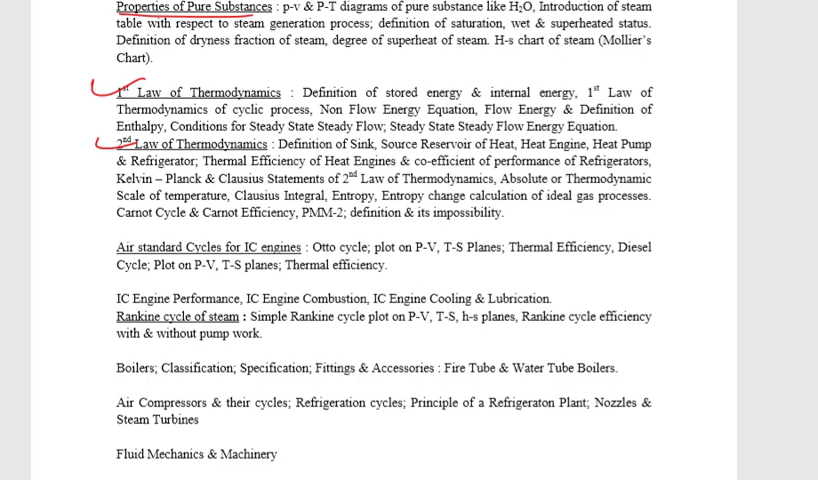 Properties of Pure Substances : p-v & P-T diagrams of pure substance like H₂O, Introduction of steam
table with respect to steam generation process; definition of saturation, wet & superheated status.
Definition of dryness fraction of steam, degree of superheat of steam. H-s chart of steam (Mollier's
Chart).
1st Law of Thermodynamics : Definition of stored energy & internal energy, 1st Law of
Thermodynamics of cyclic process, Non Flow Energy Equation, Flow Energy & Definition of
Enthalpy, Conditions for Steady State Steady Flow; Steady State Steady Flow Energy Equation.
2nd Law of Thermodynamics : Definition of Sink, Source Reservoir of Heat, Heat Engine, Heat Pump
& Refrigerator; Thermal Efficiency of Heat Engines & co-efficient of performance of Refrigerators,
Kelvin – Planck & Clausius Statements of 2nd Law of Thermodynamics, Absolute or Thermodynamic
Scale of temperature, Clausius Integral, Entropy, Entropy change calculation of ideal gas processes.
Carnot Cycle & Carnot Efficiency, PMM-2; definition & its impossibility.
Air standard Cycles for IC engines : Otto cycle; plot on P-V, T-S Planes; Thermal Efficiency, Diesel
Cycle; Plot on P-V, T-S planes; Thermal efficiency.
IC Engine Performance, IC Engine Combustion, IC Engine Cooling & Lubrication.
Rankine cycle of steam : Simple Rankine cycle plot on P-V, T-S, h-s planes, Rankine cycle efficiency
with & without pump work.
Boilers; Classification; Specification; Fittings & Accessories : Fire Tube & Water Tube Boilers.
Air Compressors & their cycles; Refrigeration cycles; Principle of a Refrigeraton Plant; Nozzles &
Steam Turbines
Fluid Mechanics & Machinery